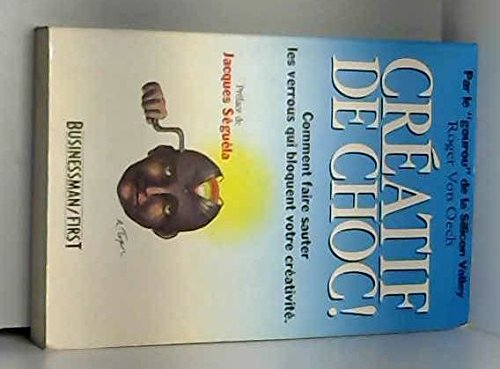 Par le "gourou" de la Silicon Valley
Roger Von Oech
CRÉATIF
DE CHOC!
Comment faire sauter
les verrous qui bloquent votre créativité.
Préface de
Jacques Séguéla
BUSINESSMAN/FIRST